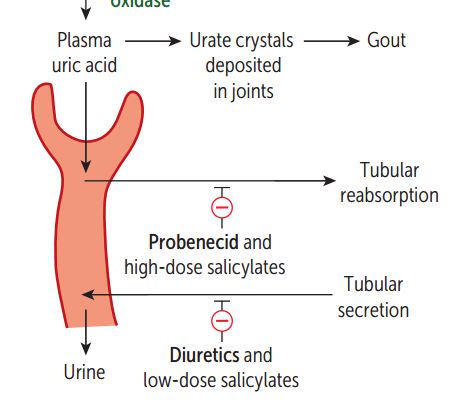 oxidase
Plasma
uric acid
Urate crystals
deposited
in joints
Gout
Tubular
reabsorption
Probenecid and
high-dose salicylates
Tubular
secretion
Diuretics and
low-dose salicylates
Urine